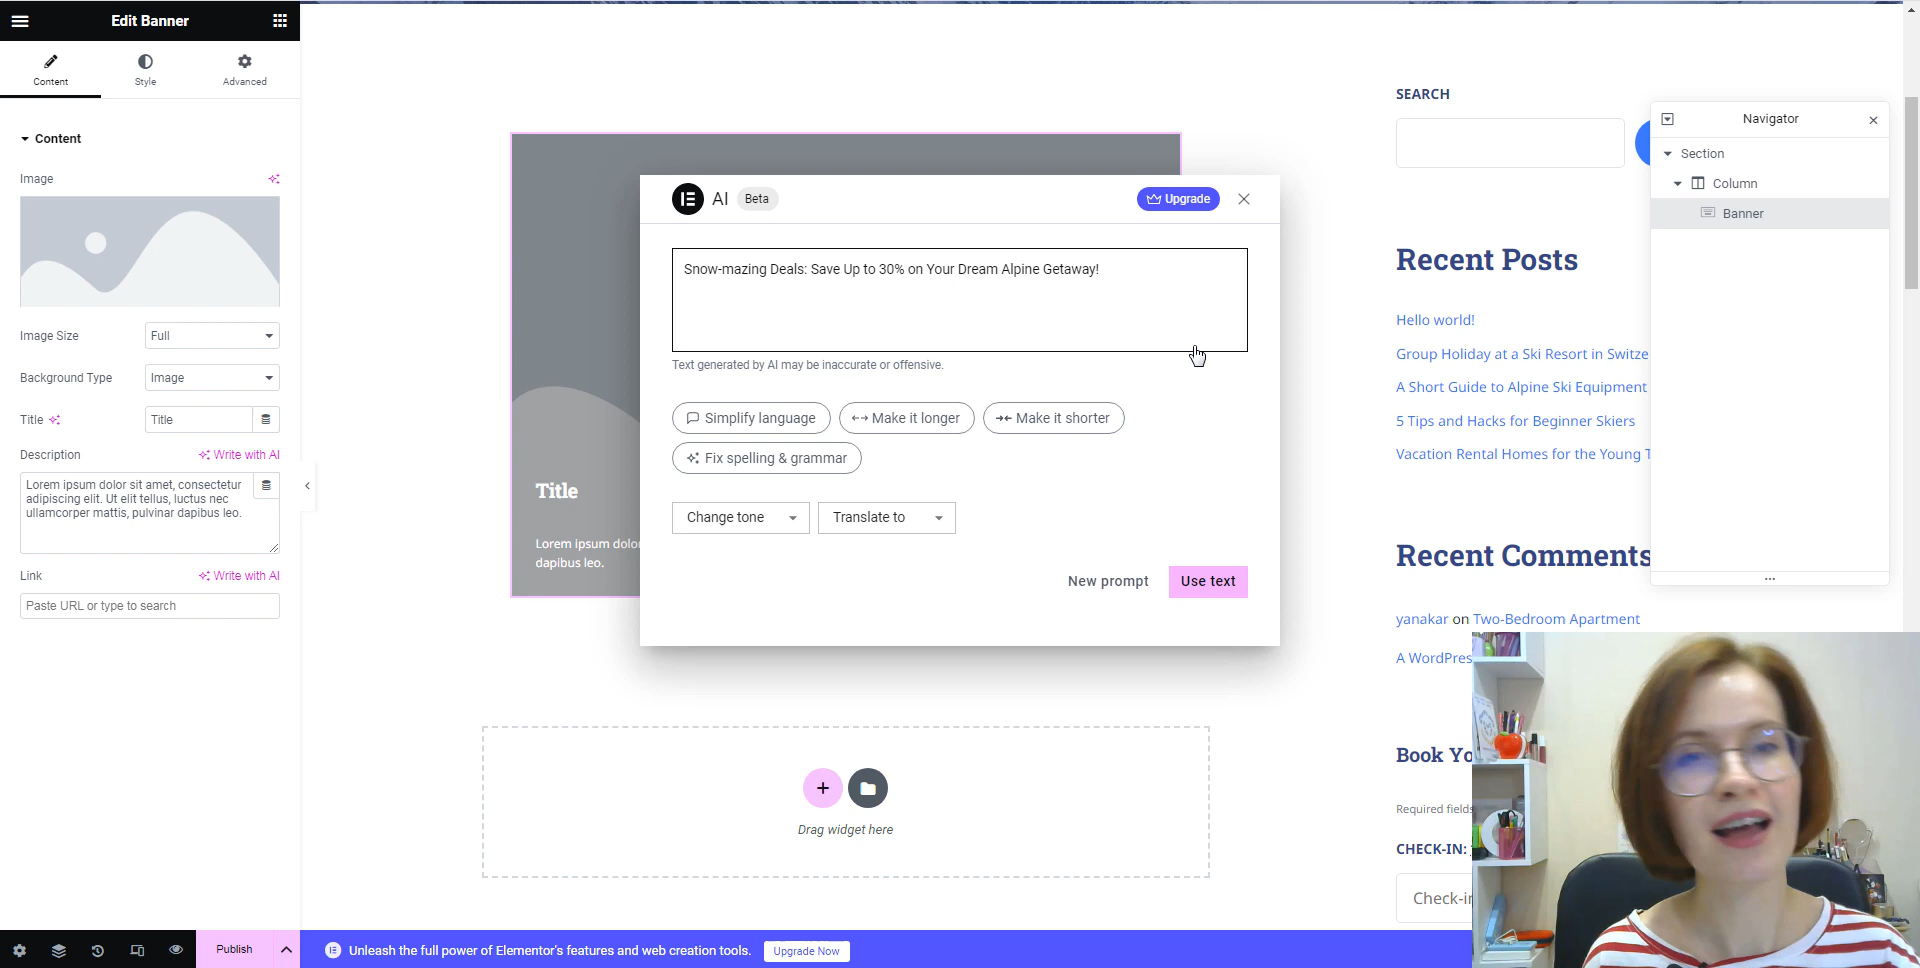 Edit Banner
Content
Style
Advanced
Content
Image
Image Size
Full
Background Type
Image
Title
Title
Description
Write with AI
Lorem ipsum dolor sit amet, consectetur
adipiscing elit. Ut elit tellus, luctus nec
ullamcorper mattis, pulvinar dapibus leo.
Link
Write with AI
Paste URL or type to search
Publish
Title
Lorem ipsum dolor
dapibus leo.
AI
Beta
Upgrade
Snow-mazing Deals: Save Up to 30% on Your Dream Alpine Getaway!
Text generated by AI may be inaccurate or offensive.
Simplify language
Make it longer
Make it shorter
Fix spelling & grammar
Change tone
Translate to
New prompt
Use text
Drag widget here
Unleash the full power of Elementor's features and web creation tools.
Upgrade Now
SEARCH
Recent Posts
Hello world!
Group Holiday at a Ski Resort in Switze
A Short Guide to Alpine Ski Equipment
5 Tips and Hacks for Beginner Skiers
Vacation Rental Homes for the Young T
Recent Comments
yanakar on Two-Bedroom Apartment
A WordPres
Book Yo
Required fields
CHECK-IN:
Check-in
Navigator
Section
Column
Banner